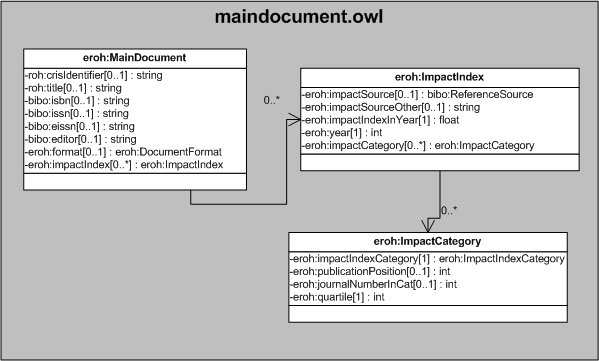 maindocument.owl
eroh:MainDocument
-roh:crisIdentifier[0..1] : string
-roh:title[0..1] : string
-bibo:isbn[0..1] : string
-bibo:issn[0..1] : string
-bibo:eissn[0..1] : string
-bibo:editor[0..1] : string
-eroh:format[0..1] : eroh:DocumentFormat
-eroh:impactIndex[0..*] : eroh:ImpactIndex
0..*
eroh:ImpactIndex
-eroh:impactSource[0..1] : bibo:ReferenceSource
-eroh:impactSourceOther[0..1] : string
-eroh:impactIndexInYear[1] : float
-eroh:year[1] : int
-eroh:impactCategory[0..*] : eroh:ImpactCategory
0..*
eroh:ImpactCategory
-eroh:impactIndexCategory[1] : eroh:ImpactIndexCategory
-eroh:publicationPosition[0..1] : int
-eroh:journalNumberInCat[0..1] : int
-eroh:quartile[1] : int